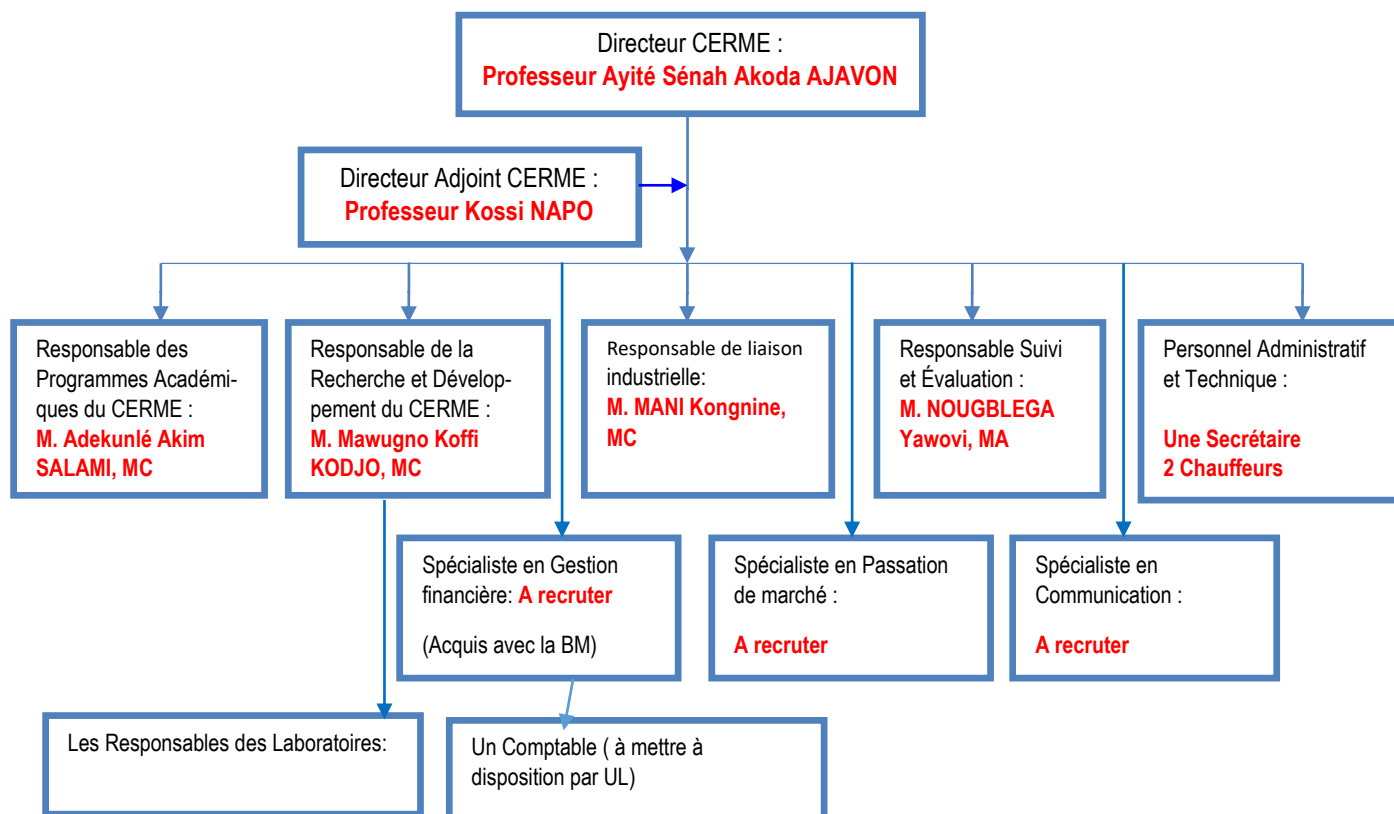 Directeur CERME :
Professeur Ayité Sénah Akoda AJAVON
Directeur Adjoint CERME :
Professeur Kossi NAPO
Responsable des
Programmes Académi-
ques du CERME :
M. Adekunlé Akim
SALAMI, MC
Responsable de la
Recherche et Dévelop-
pement du CERME :
M. Mawugno Koffi
KODJO, MC
Responsable de liaison
industrielle:
M. MANI Kongnine,
MC
Responsable Suivi
et Évaluation :
M. NOUGBLEGA
Yawovi, MA
Personnel Administratif
et Technique :
Une Secrétaire
2 Chauffeurs
Spécialiste en Gestion
financière: A recruter
(Acquis avec la BM)
Spécialiste en Passation
de marché :
A recruter
Spécialiste en
Communication :
A recruter
Les Responsables des Laboratoires:
Un Comptable ( à mettre à
disposition par UL)